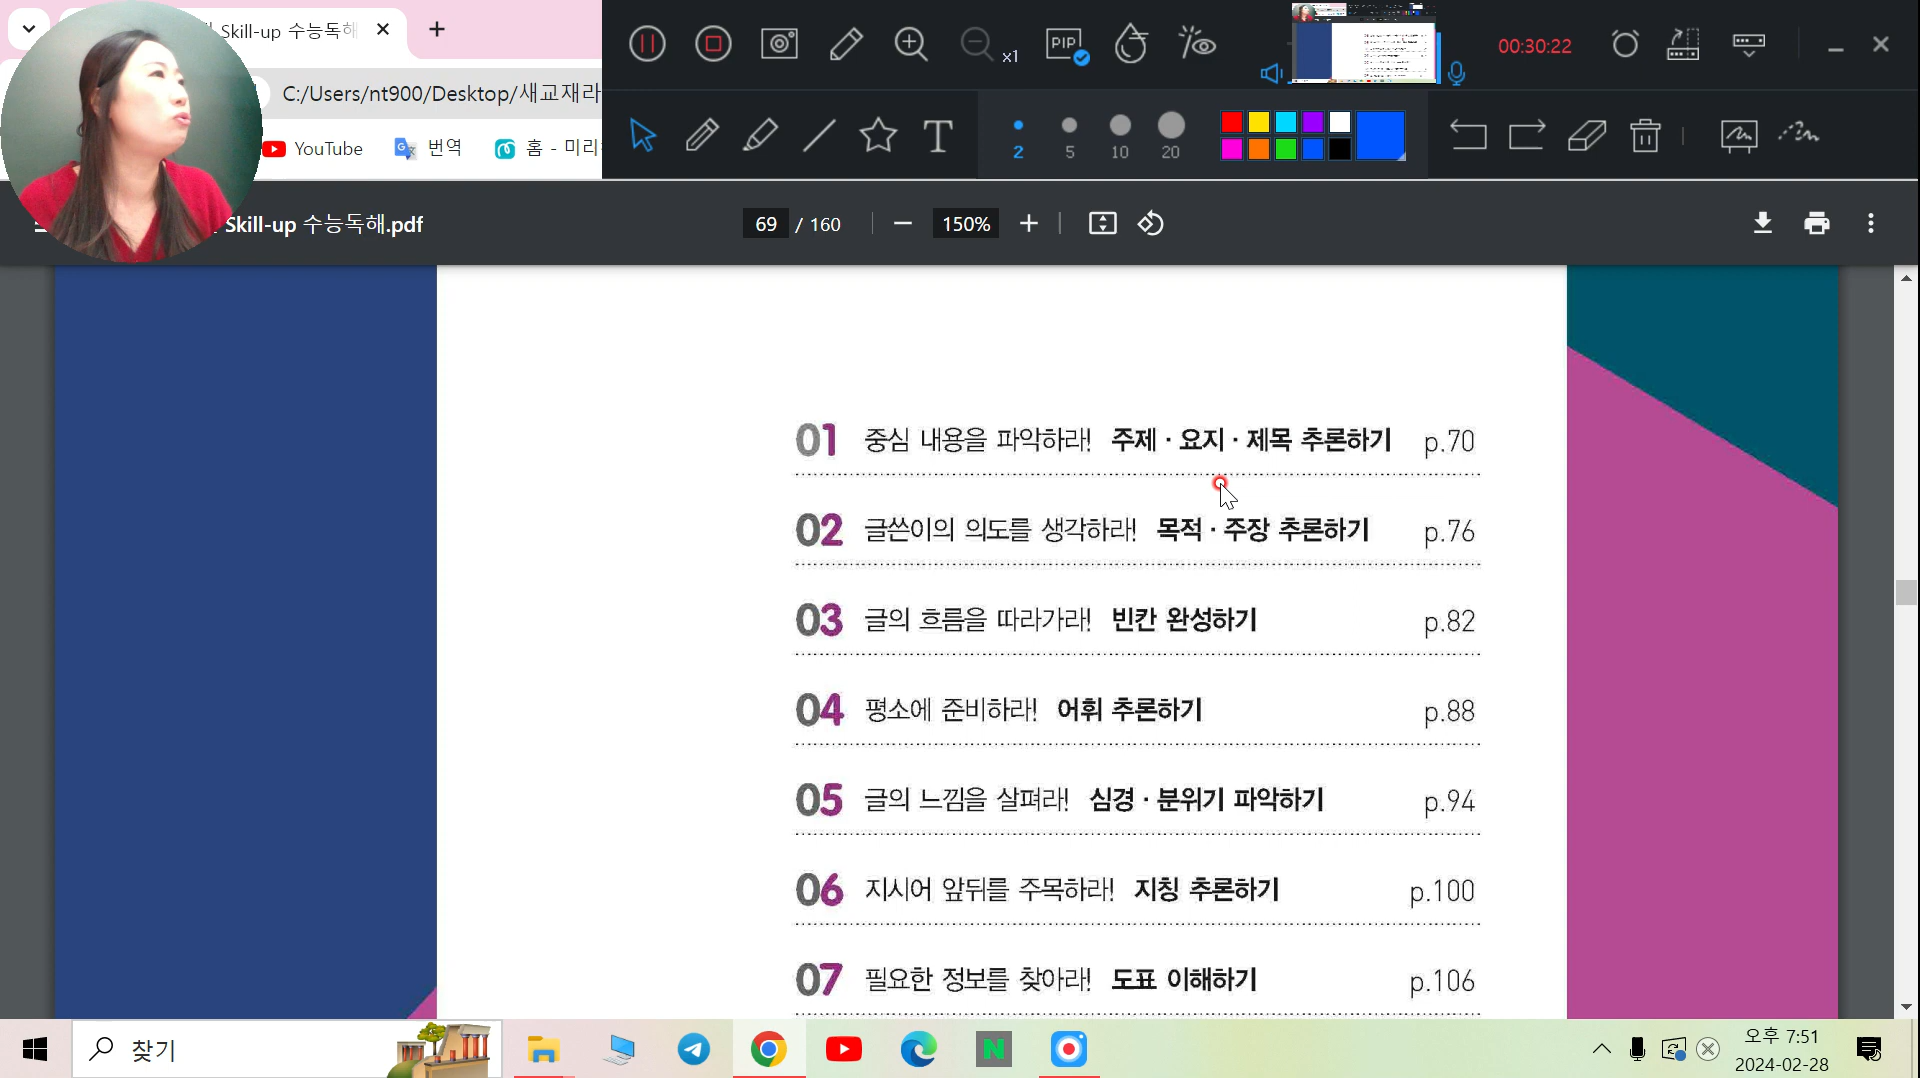 Skill-up 수능독해
C:/Users/nt900/Desktop/새교재라
YouTube
번역
홈 - 미리
x1
PIP
00:30:22
T
2
5
10
20
Skill-up 수능독해.pdf
69 / 160
150%
01 중심 내용을 파악하라! 주제 · 요지 · 제목 추론하기 p.70
02 글쓴이의 의도를 생각하라! 목적 · 주장 추론하기 p.76
03 글의 흐름을 따라가라! 빈칸 완성하기 p.82
04 평소에 준비하라! 어휘 추론하기 p.88
05 글의 느낌을 살펴라! 심경 · 분위기 파악하기 p.94
06 지시어 앞뒤를 주목하라! 지칭 추론하기 p.100
07 필요한 정보를 찾아라! 도표 이해하기 p.106
찾기
N
오후 7:51
2024-02-28